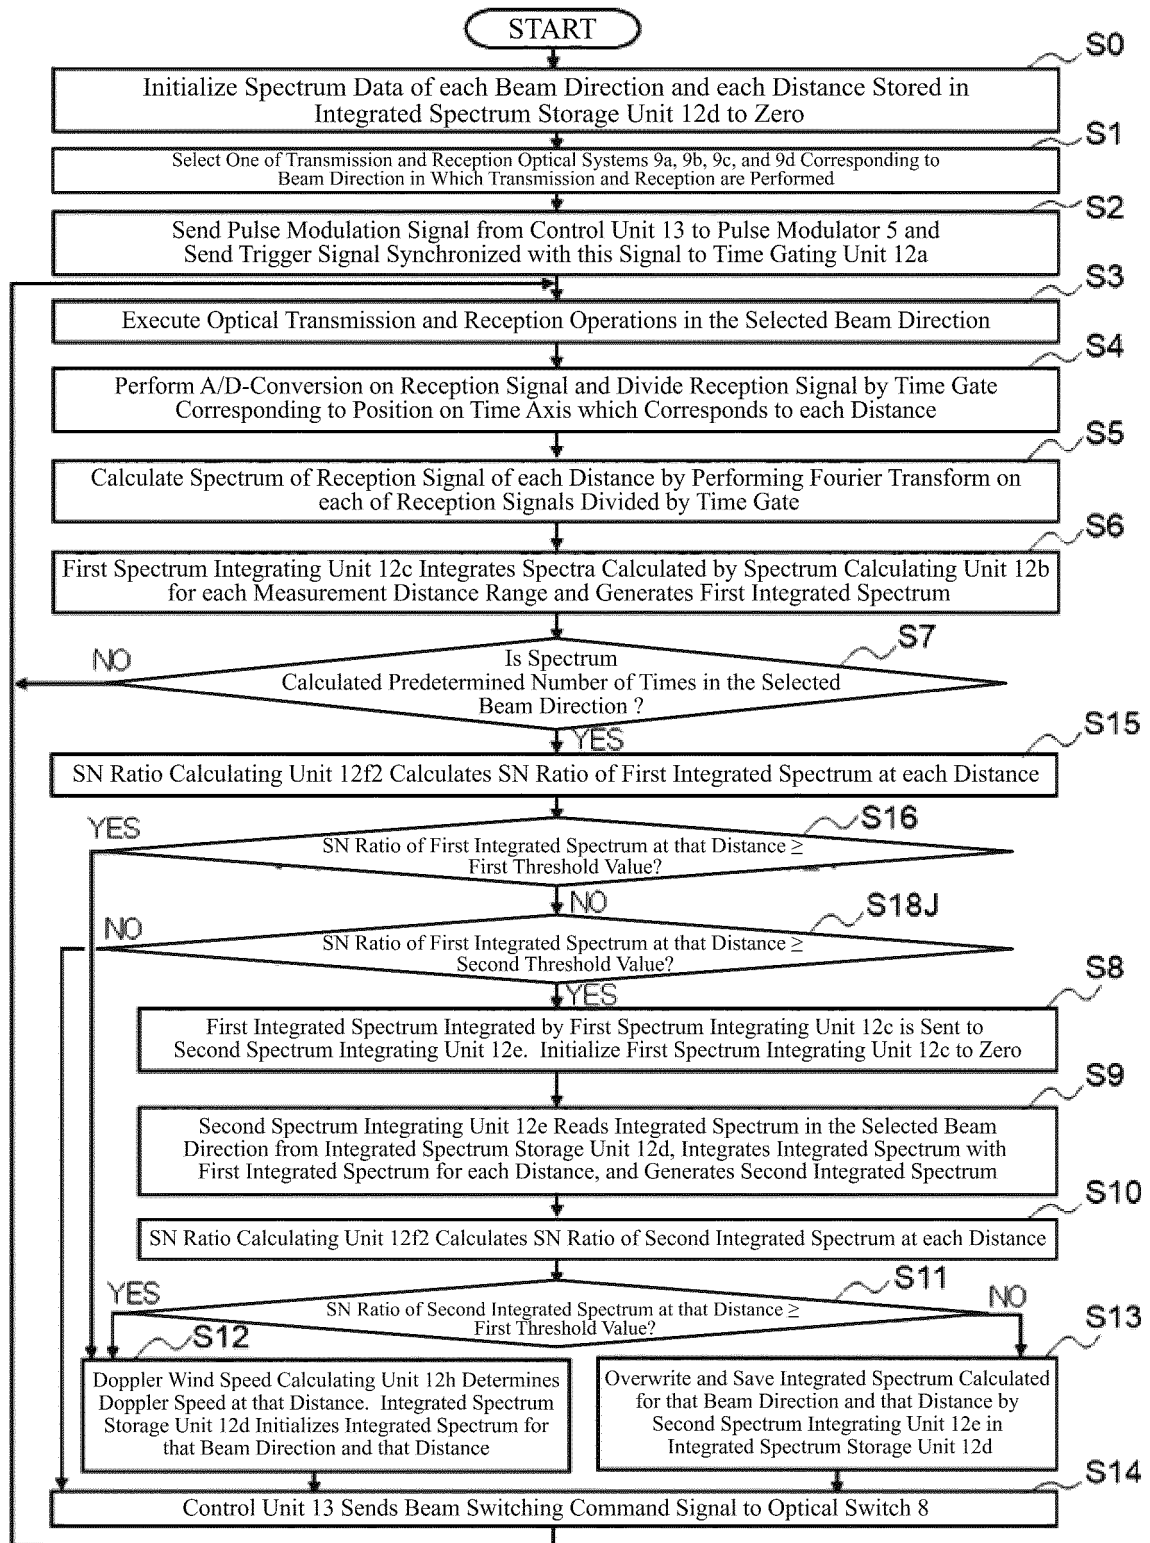 START
S0
Initialize Spectrum Data of each Beam Direction and each Distance Stored in
Integrated Spectrum Storage Unit 12d to Zero
S1
Select One of Transmission and Reception Optical Systems 9a, 9b, 9c, and 9d Corresponding to
Beam Direction in Which Transmission and Reception are Performed
S2
Send Pulse Modulation Signal from Control Unit 13 to Pulse Modulator 5 and
Send Trigger Signal Synchronized with this Signal to Time Gating Unit 12a
S3
Execute Optical Transmission and Reception Operations in the Selected Beam Direction
S4
Perform A/D-Conversion on Reception Signal and Divide Reception Signal by Time Gate
Corresponding to Position on Time Axis which Corresponds to each Distance
S5
Calculate Spectrum of Reception Signal of each Distance by Performing Fourier Transform on
each of Reception Signals Divided by Time Gate
S6
First Spectrum Integrating Unit 12c Integrates Spectra Calculated by Spectrum Calculating Unit 12b
for each Measurement Distance Range and Generates First Integrated Spectrum
S7
NO
Is Spectrum
Calculated Predetermined Number of Times in the Selected
Beam Direction ?
YES
S15
SN Ratio Calculating Unit 12f2 Calculates SN Ratio of First Integrated Spectrum at each Distance
S16
YES
SN Ratio of First Integrated Spectrum at that Distance ≥
First Threshold Value?
NO
S18J
NO
SN Ratio of First Integrated Spectrum at that Distance ≥
Second Threshold Value?
YES
S8
First Integrated Spectrum Integrated by First Spectrum Integrating Unit 12c is Sent to
Second Spectrum Integrating Unit 12e. Initialize First Spectrum Integrating Unit 12c to Zero
S9
Second Spectrum Integrating Unit 12e Reads Integrated Spectrum in the Selected Beam
Direction from Integrated Spectrum Storage Unit 12d, Integrates Integrated Spectrum with
First Integrated Spectrum for each Distance, and Generates Second Integrated Spectrum
S10
SN Ratio Calculating Unit 12f2 Calculates SN Ratio of Second Integrated Spectrum at each Distance
S11
YES
SN Ratio of Second Integrated Spectrum at that Distance ≥
First Threshold Value?
NO
S12
Doppler Wind Speed Calculating Unit 12h Determines
Doppler Speed at that Distance. Integrated Spectrum
Storage Unit 12d Initializes Integrated Spectrum for
that Beam Direction and that Distance
S13
Overwrite and Save Integrated Spectrum Calculated
for that Beam Direction and that Distance by
Second Spectrum Integrating Unit 12e in
Integrated Spectrum Storage Unit 12d
S14
Control Unit 13 Sends Beam Switching Command Signal to Optical Switch 8